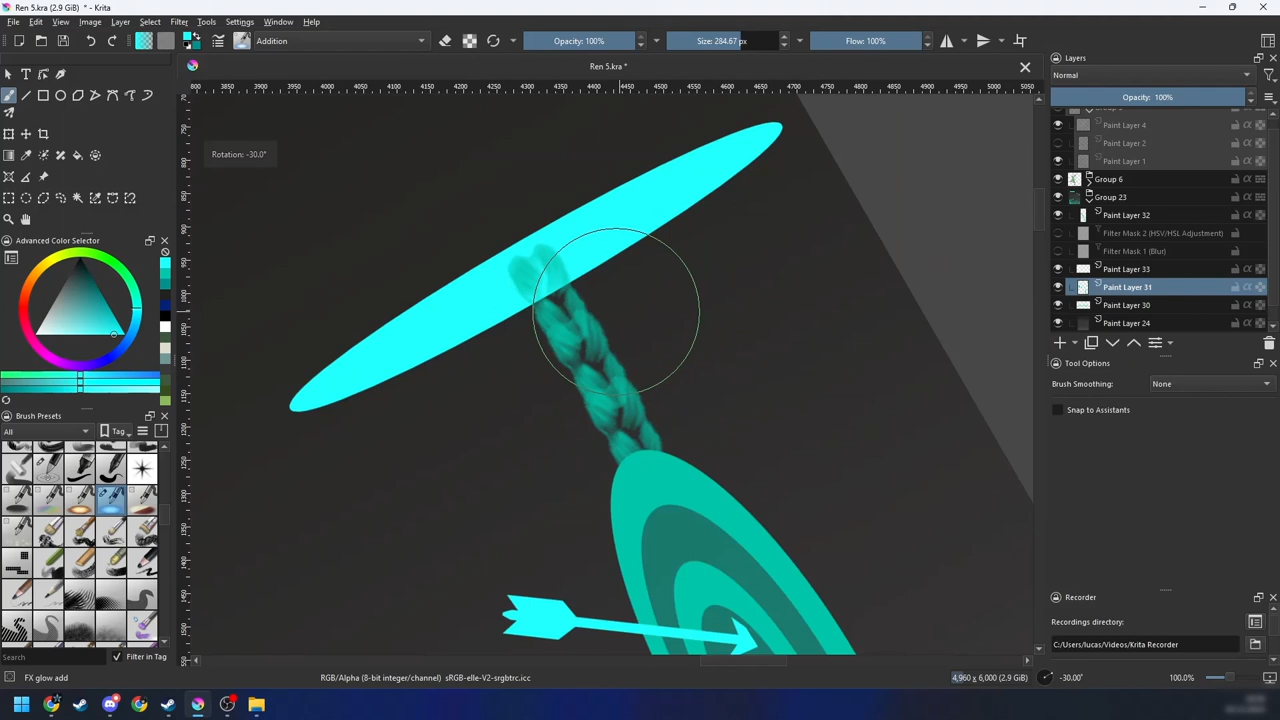 Ren 5.kra (2.9 GiB) * - Krita
File Edit View Image Layer Select Filter Tools Settings Window Help
Addition Opacity: 100% Size: 284.67 px Flow: 100%
Ren 5.kra *
Layers
Normal
Opacity: 100%
Paint Layer 4
Paint Layer 2
Paint Layer 1
Group 6
Group 23
Paint Layer 32
Filter Mask 2 (HSV/HSL Adjustment)
Filter Mask 1 (Blur)
Paint Layer 33
Paint Layer 31
Paint Layer 30
Paint Layer 24
Rotation: -30.0°
Advanced Color Selector
Tool Options
Brush Smoothing: None
Snap to Assistants
Brush Presets
All Tag
Recorder
Recordings directory:
C:/Users/lucas/Videos/Krita Recorder
Search Filter in Tag
FX glow add RGB/Alpha (8-bit integer/channel) sRGB-elle-V2-srgbtrc.icc 4,960 x 6,000 (2.9 GiB) -30.00° 100.0%